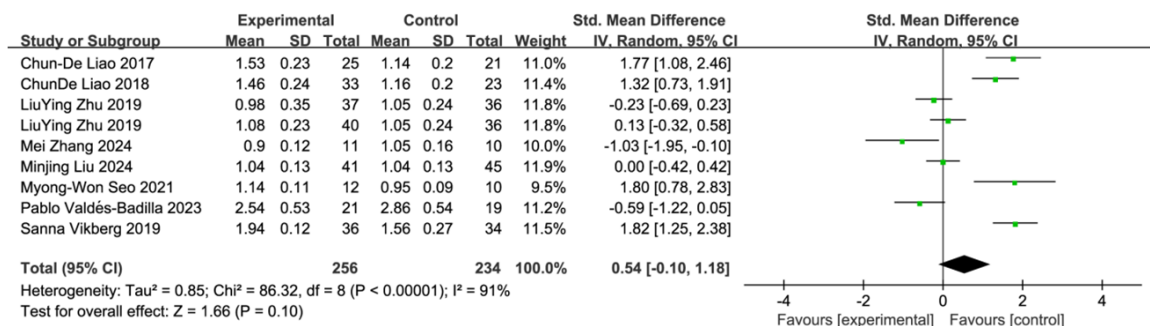 Experimental Control Std. Mean Difference Std. Mean Difference
Study or Subgroup Mean SD Total Mean SD Total Weight IV, Random, 95% CI IV, Random, 95% CI
Chun-De Liao 2017 1.53 0.23 25 1.14 0.2 21 11.0% 1.77 [1.08, 2.46]
ChunDe Liao 2018 1.46 0.24 33 1.16 0.2 23 11.4% 1.32 [0.73, 1.91]
LiuYing Zhu 2019 0.98 0.35 37 1.05 0.24 36 11.8% -0.23 [-0.69, 0.23]
LiuYing Zhu 2019 1.08 0.23 40 1.05 0.24 36 11.8% 0.13 [-0.32, 0.58]
Mei Zhang 2024 0.9 0.12 11 1.05 0.16 10 10.0% -1.03 [-1.95, -0.10]
Minjing Liu 2024 1.04 0.13 41 1.04 0.13 45 11.9% 0.00 [-0.42, 0.42]
Myong-Won Seo 2021 1.14 0.11 12 0.95 0.09 10 9.5% 1.80 [0.78, 2.83]
Pablo Valdés-Badilla 2023 2.54 0.53 21 2.86 0.54 19 11.2% -0.59 [-1.22, 0.05]
Sanna Vikberg 2019 1.94 0.12 36 1.56 0.27 34 11.5% 1.82 [1.25, 2.38]
Total (95% CI) 256 234 100.0% 0.54 [-0.10, 1.18]
Heterogeneity: Tau² = 0.85; Chi² = 86.32, df = 8 (P < 0.00001); I² = 91%
Test for overall effect: Z = 1.66 (P = 0.10)
-4 -2 0 2 4
Favours [experimental] Favours [control]